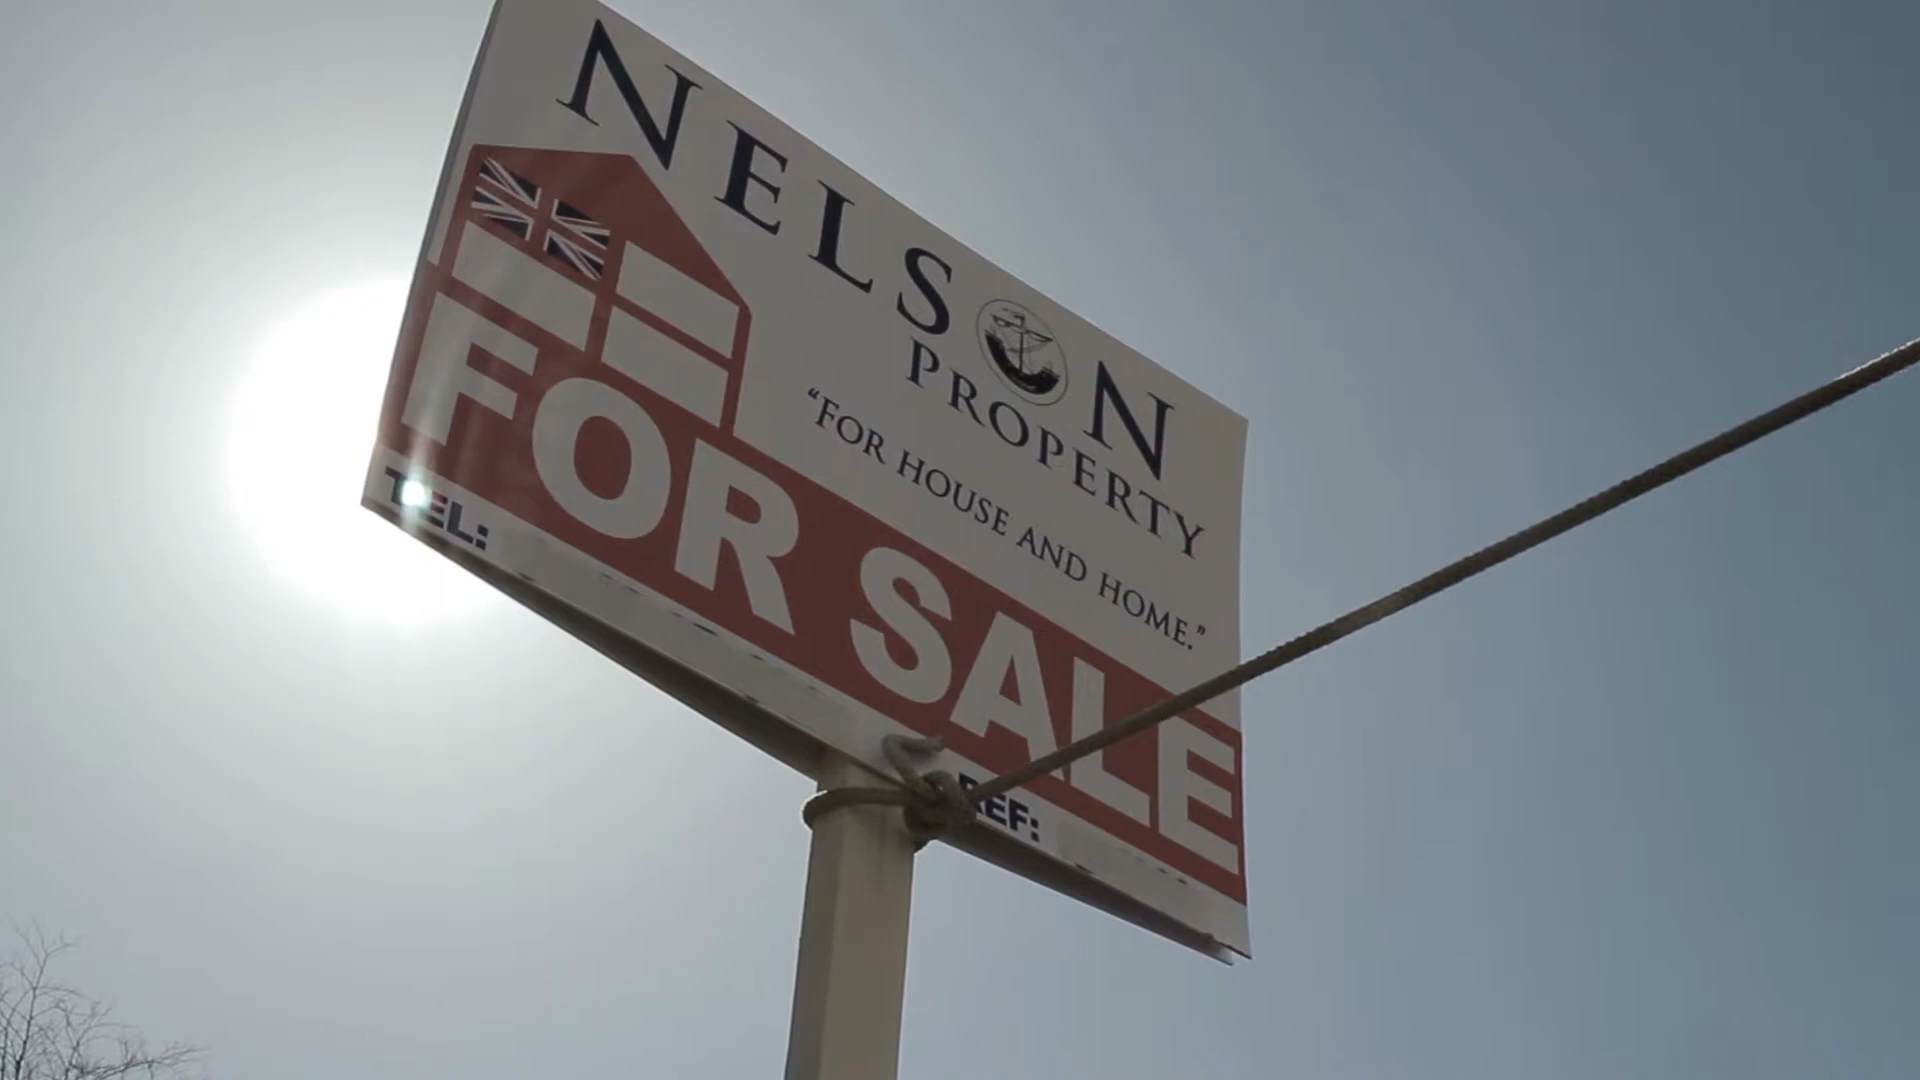 NELSON
PROPERTY
“FOR HOUSE AND HOME.”
FOR SALE
TEL:
REF: